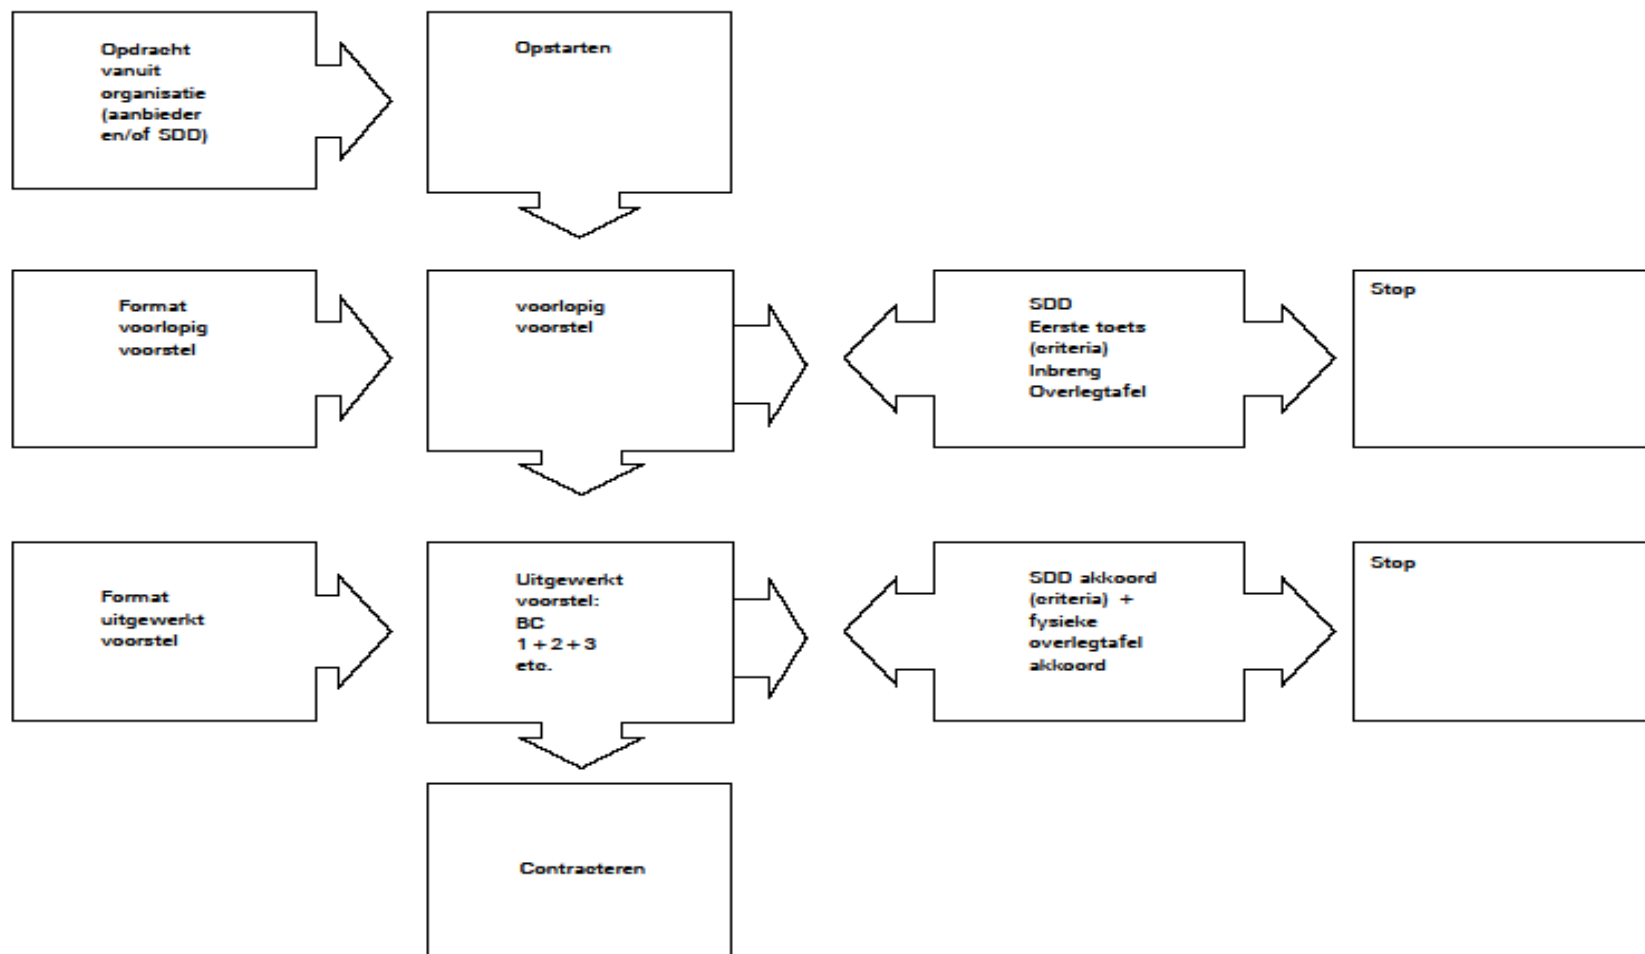 Opdracht
vanuit
organisatie
(aanbieder
en/of SDD)
Opstarten
Format
voorlopig
voorstel
voorlopig
voorstel
SDD
Eerste toets
(criteria)
Inbreng
Overlegtafel
Stop
Format
uitgewerkt
voorstel
Uitgewerkt
voorstel:
BC
1 + 2 + 3
etc.
SDD akkoord
(criteria) +
fysieke
overlegtafel
akkoord
Stop
Contracteren